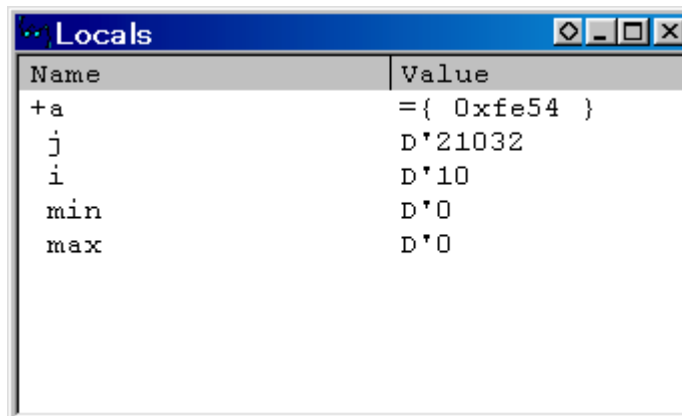 Locals
Name Value
+a ={ 0xfe54 }
j D'21032
i D'10
min D'0
max D'0